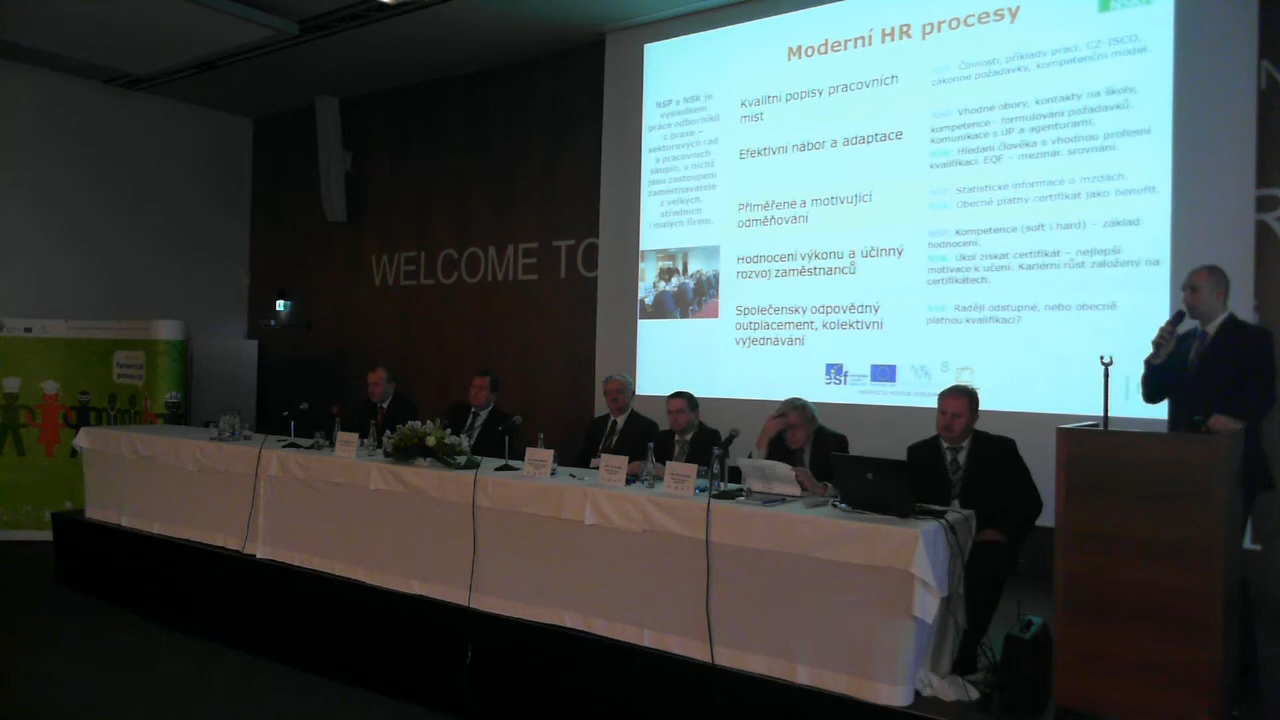 Moderní HR procesy
NSP a NSK je
výsledkem
práce odborníků
z praxe –
sektorových rad
a pracovních
skupin, v nichž
jsou zastoupeni
zaměstnavatelé
z velkých,
středních
i malých firem.
Kvalitní popisy pracovních
míst
NSP: Činnosti, příklady prací, CZ-ISCO,
zákonné požadavky, kompetenční model.
Efektivní nábor a adaptace
NSP: Vhodné obory, kontakty na školy,
kompetence - formulování požadavků.
Komunikace s ÚP a agenturami.
NSK: Hledání člověka s vhodnou profesní
kvalifikací. EQF – mezinár. srovnání.
Přiměřené a motivující
odměňování
NSP: Statistické informace o mzdách.
NSK: Obecně platný certifikát jako benefit.
Hodnocení výkonu a účinný
rozvoj zaměstnanců
NSP: Kompetence (soft i hard) – základ
hodnocení.
NSK: Úkol získat certifikát – nejlepší
motivace k učení. Kariérní růst založený na
certifikátech.
Společensky odpovědný
outplacement, kolektivní
vyjednávání
NSK: Raději odstupné, nebo obecně
platnou kvalifikaci?
esf
WELCOME TO